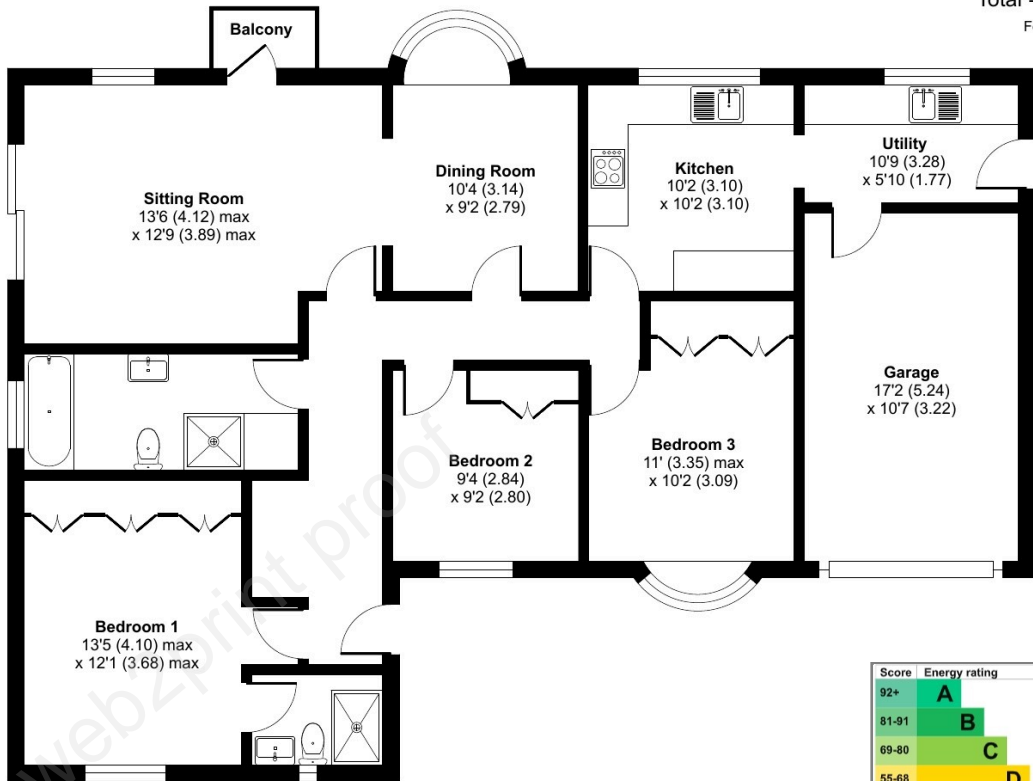 Total
F
Balcony
Sitting Room
13'6 (4.12) max
x 12'9 (3.89) max
Dining Room
10'4 (3.14)
x 9'2 (2.79)
Kitchen
10'2 (3.10)
x 10'2 (3.10)
Utility
10'9 (3.28)
x 5'10 (1.77)
Garage
17'2 (5.24)
x 10'7 (3.22)
Bedroom 2
9'4 (2.84)
x 9'2 (2.80)
Bedroom 3
11' (3.35) max
x 10'2 (3.09)
Bedroom 1
13'5 (4.10) max
x 12'1 (3.68) max
web2print proof
Score Energy rating
92+ A
81-91 B
69-80 C
55-68 D